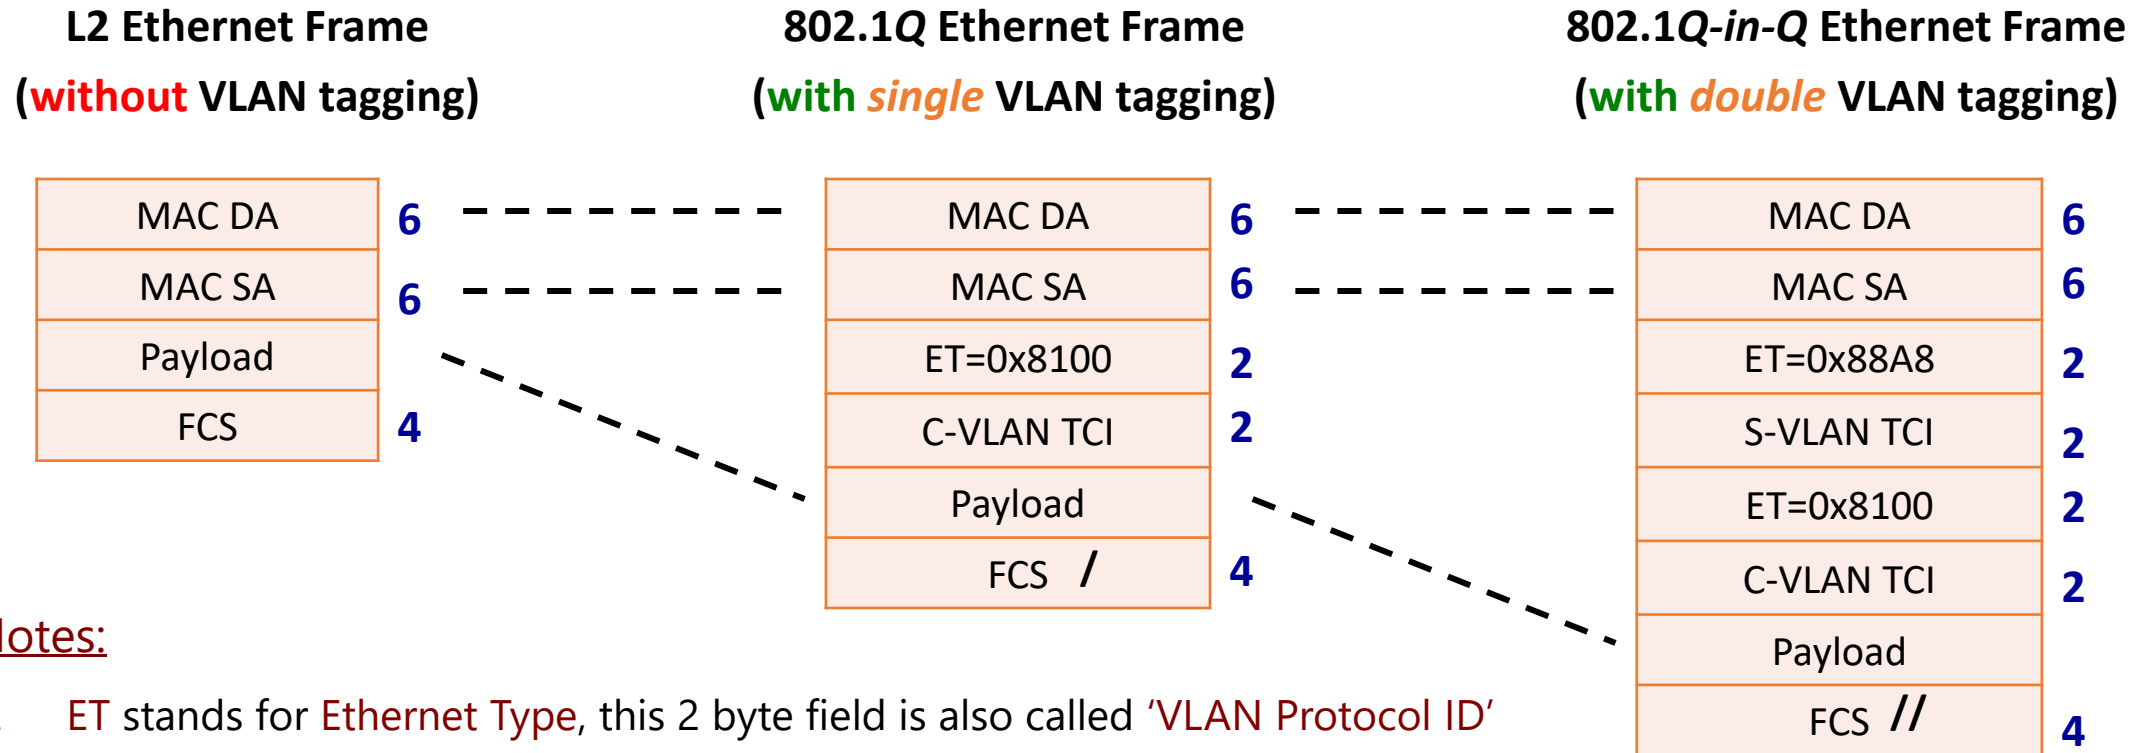 L2 Ethernet Frame
(without VLAN tagging)
MAC DA 6
MAC SA 6
Payload
FCS 4
802.1Q Ethernet Frame
(with single VLAN tagging)
MAC DA 6
MAC SA 6
ET=0x8100 2
C-VLAN TCI 2
Payload
FCS / 4
802.1Q-in-Q Ethernet Frame
(with double VLAN tagging)
MAC DA 6
MAC SA 6
ET=0x88A8 2
S-VLAN TCI 2
ET=0x8100 2
C-VLAN TCI 2
Payload
FCS // 4
lotes:
ET stands for Ethernet Type, this 2 byte field is also called ‘VLAN Protocol ID’